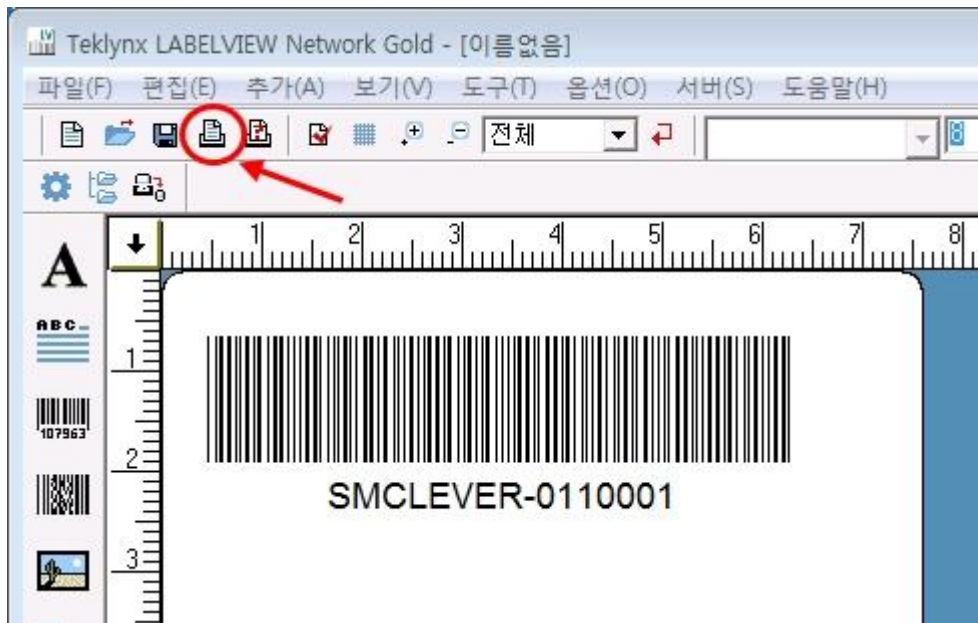 Teklynx LABELVIEW Network Gold - [이름없음]
파일(F) 편집(E) 추가(A) 보기(V) 도구(T) 옵션(O) 서버(S) 도움말(H)
전체
A
1 2 3 4 5 6 7 8
ABC
1
107963
2
SMCLEVER-0110001
3